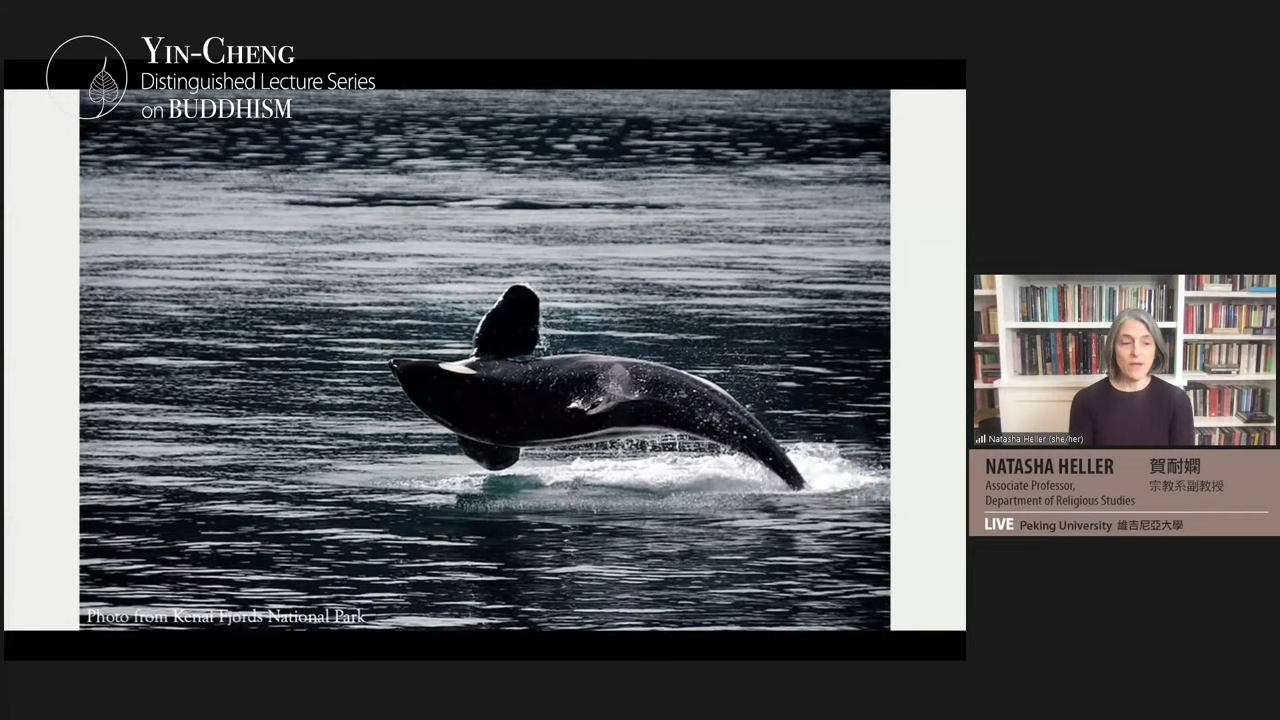 YIN-CHENG
Distinguished Lecture Series
on BUDDHISM
Photo from Kenai Fjords National Park
Natasha Heller (she/her)
NATASHA HELLER 賀耐嫻
Associate Professor, 宗教系副教授
Department of Religious Studies
LIVE Peking University 維吉尼亞大學